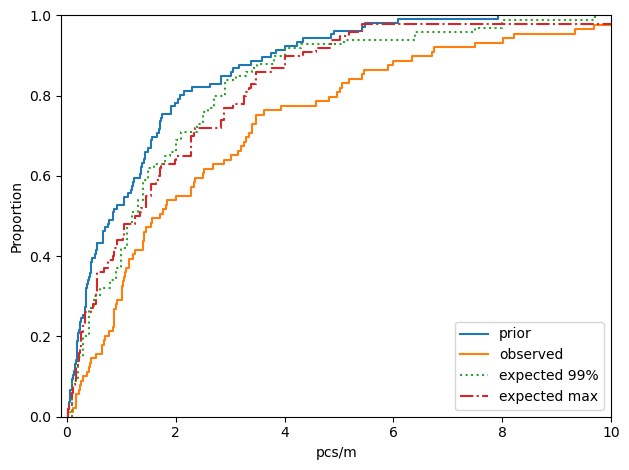 1.0
0.8
0.6
0.4
0.2
0.0
Proportion
0
2
4
6
8
10
pcs/m
prior
observed
expected 99%
expected max